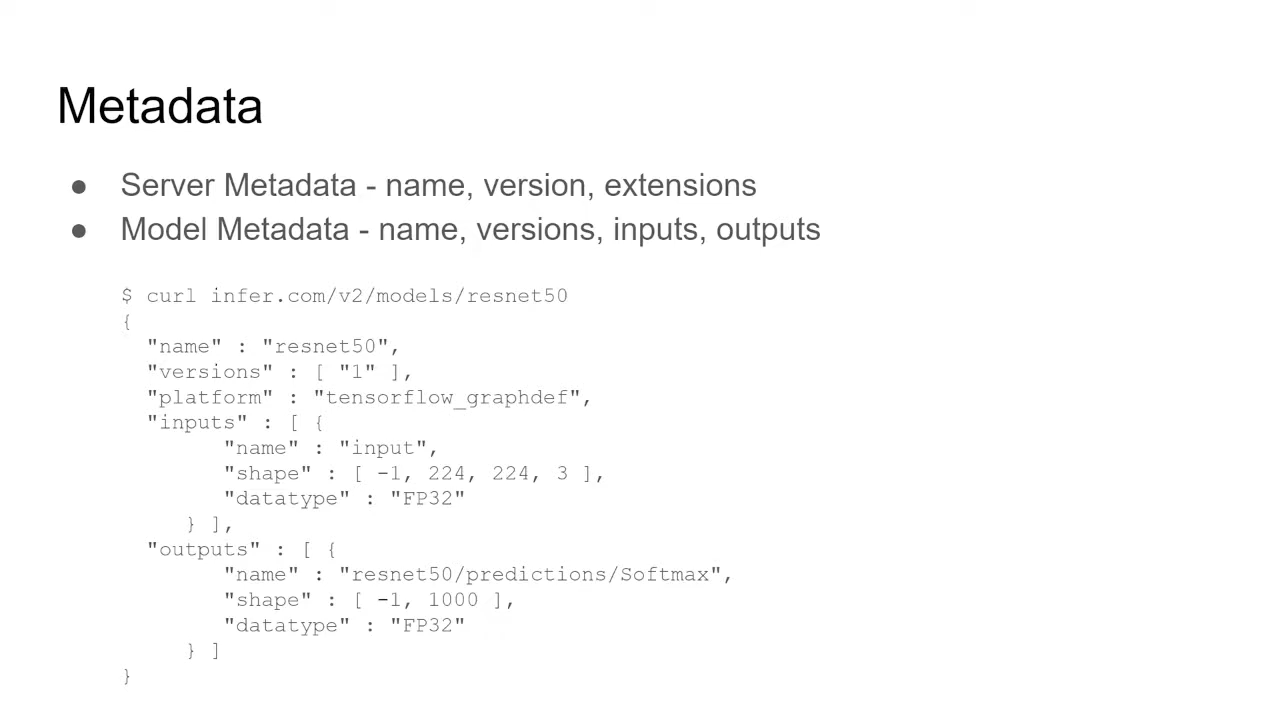 Metadata
● Server Metadata - name, version, extensions
● Model Metadata - name, versions, inputs, outputs
$ curl infer.com/v2/models/resnet50
{
  "name" : "resnet50",
  "versions" : [ "1" ],
  "platform" : "tensorflow_graphdef",
  "inputs" : [ {
        "name" : "input",
        "shape" : [ -1, 224, 224, 3 ],
        "datatype" : "FP32"
     } ],
  "outputs" : [ {
        "name" : "resnet50/predictions/Softmax",
        "shape" : [ -1, 1000 ],
        "datatype" : "FP32"
     } ]
}